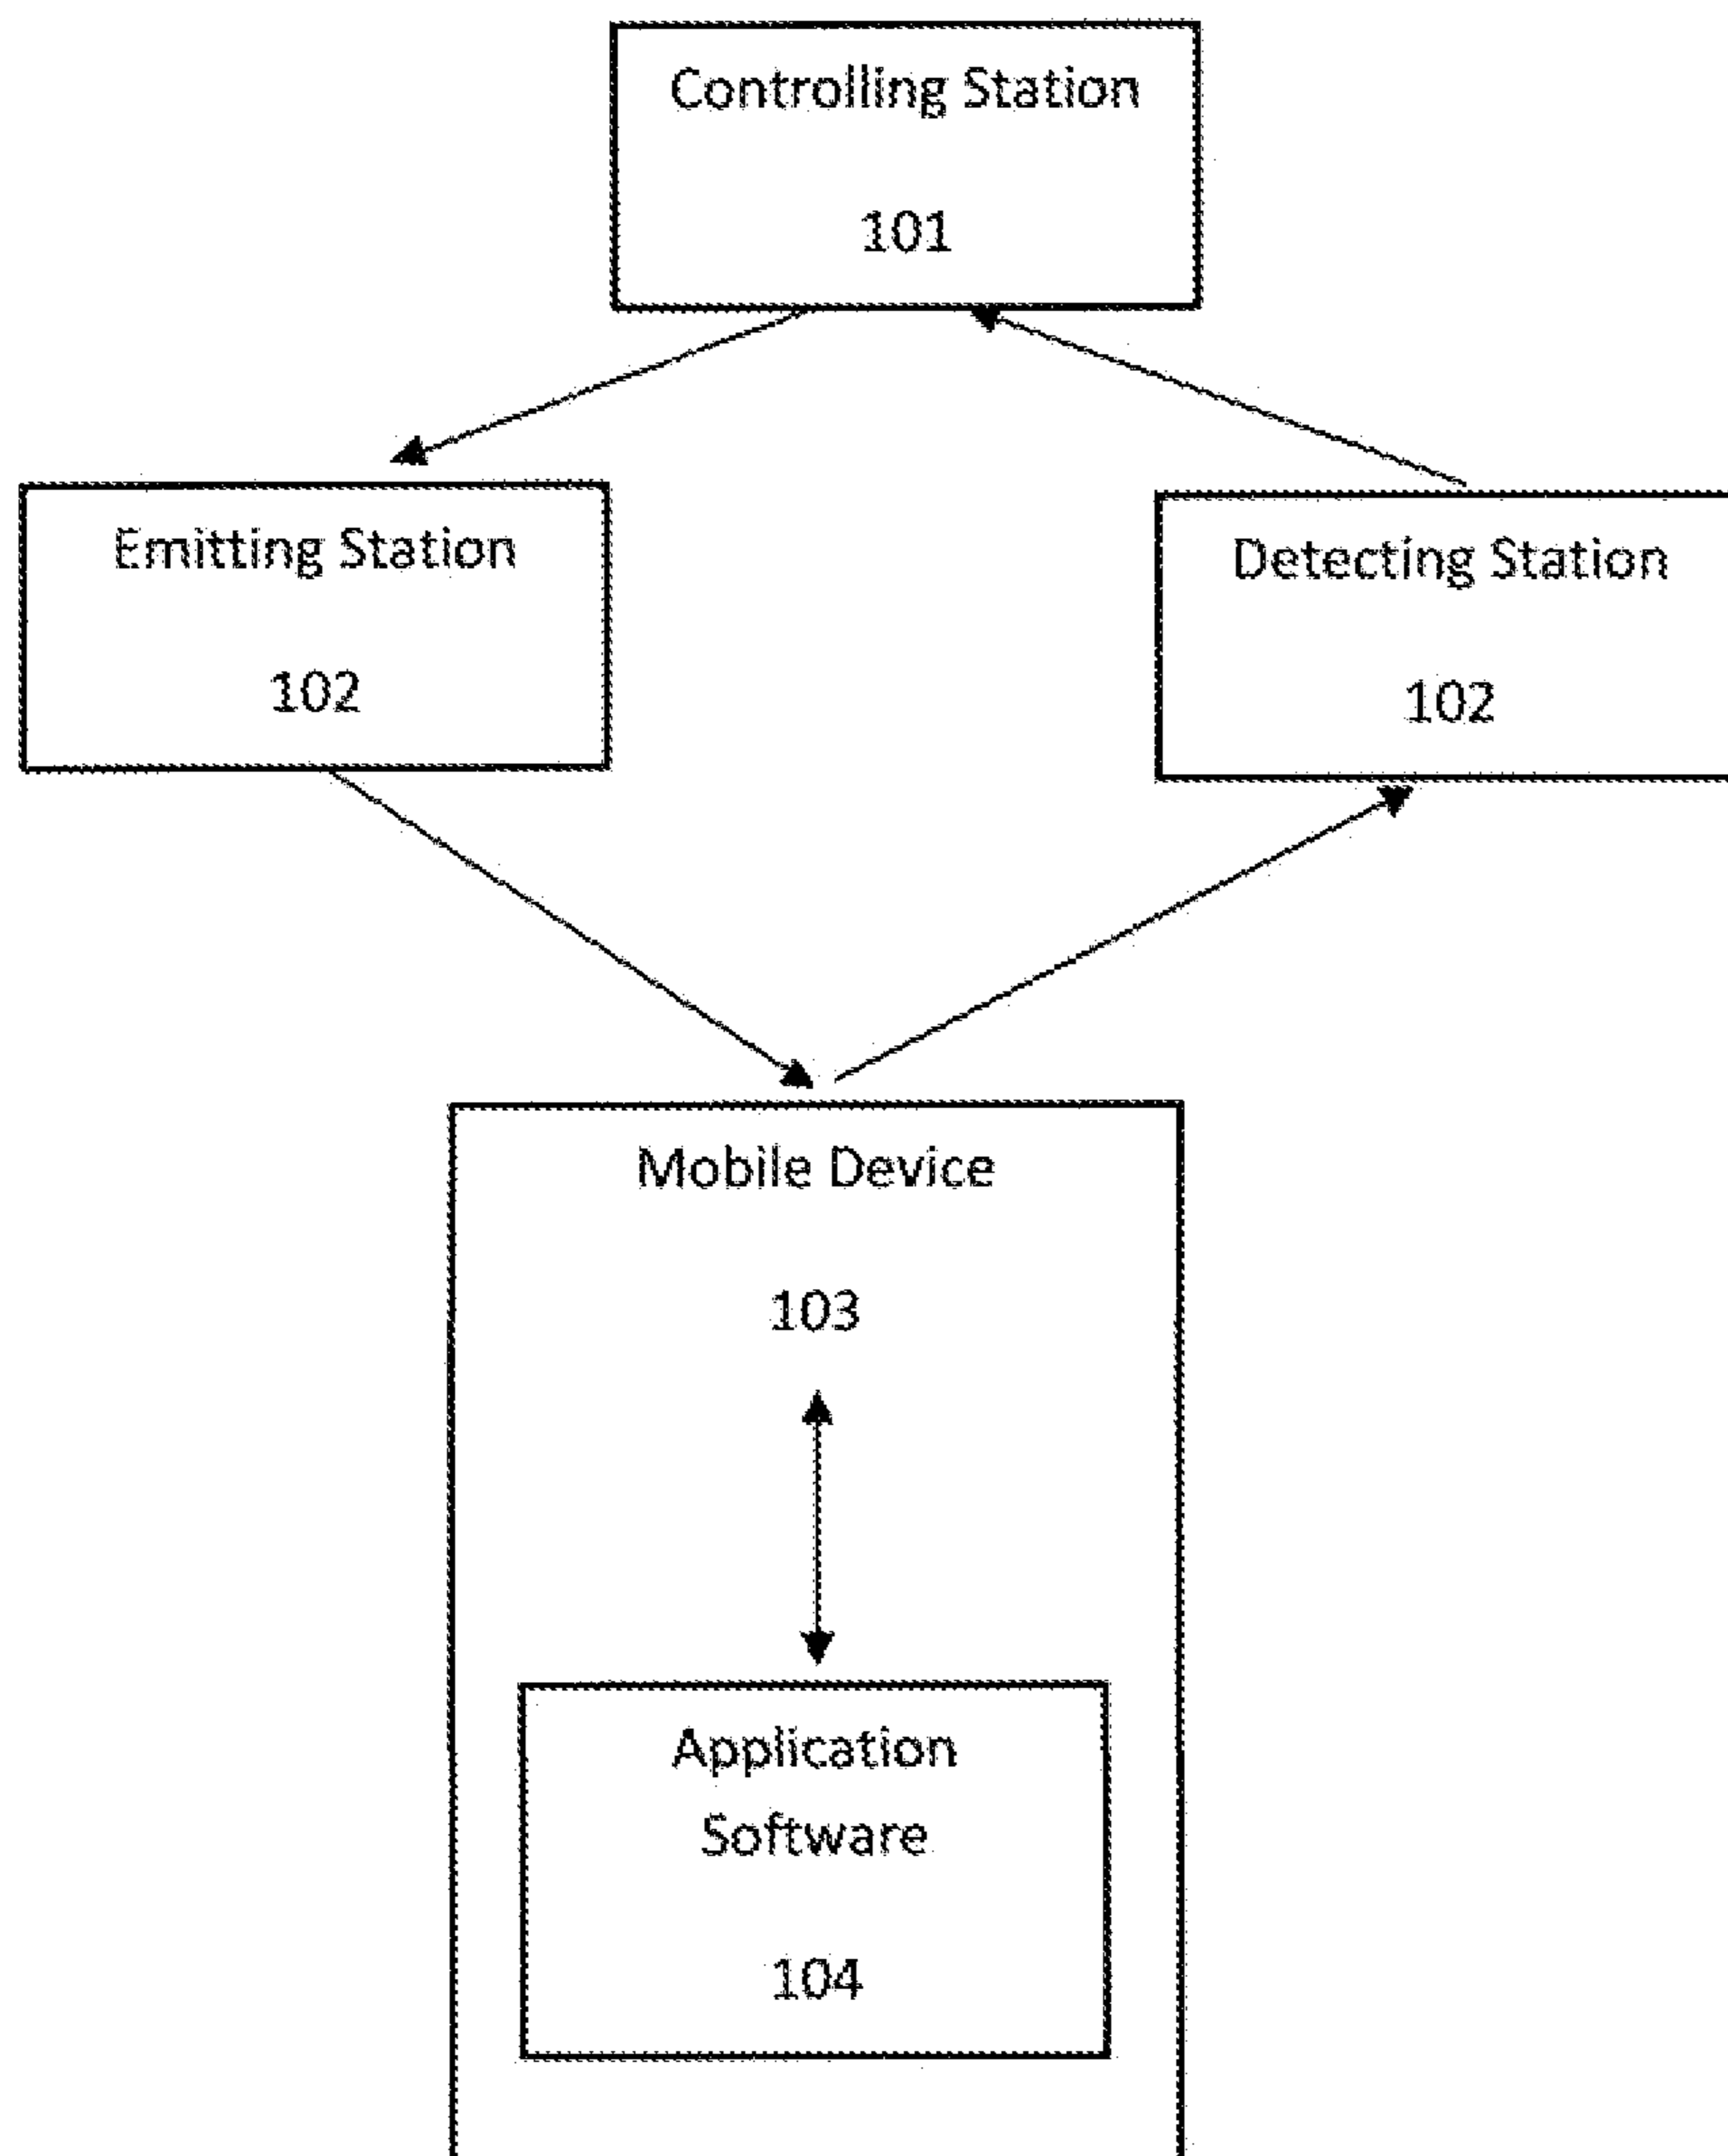 Controlling Station
101
Emitting Station
102
Detecting Station
102
Mobile Device
103
Application
Software
104